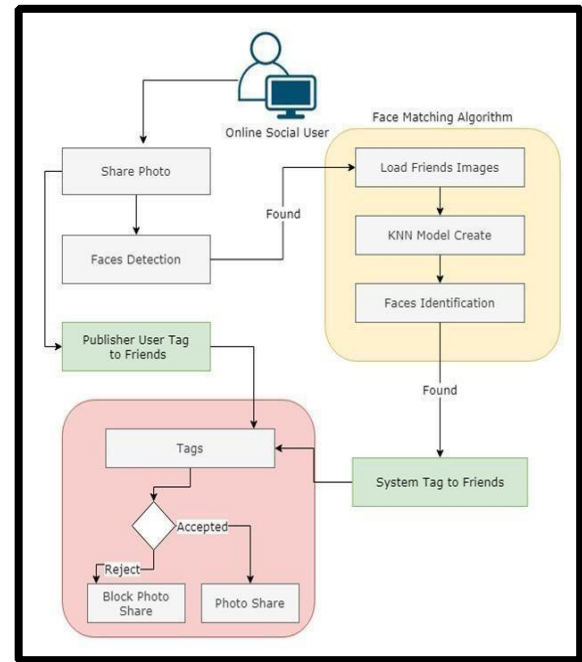 Online Social User
Face Matching Algorithm
Share Photo
Load Friends Images
Found
KNN Model Create
Faces Detection
Faces Identification
Publisher User Tag
to Friends
Found
Tags
System Tag to Friends
Accepted
Reject
Block Photo
Share
Photo Share